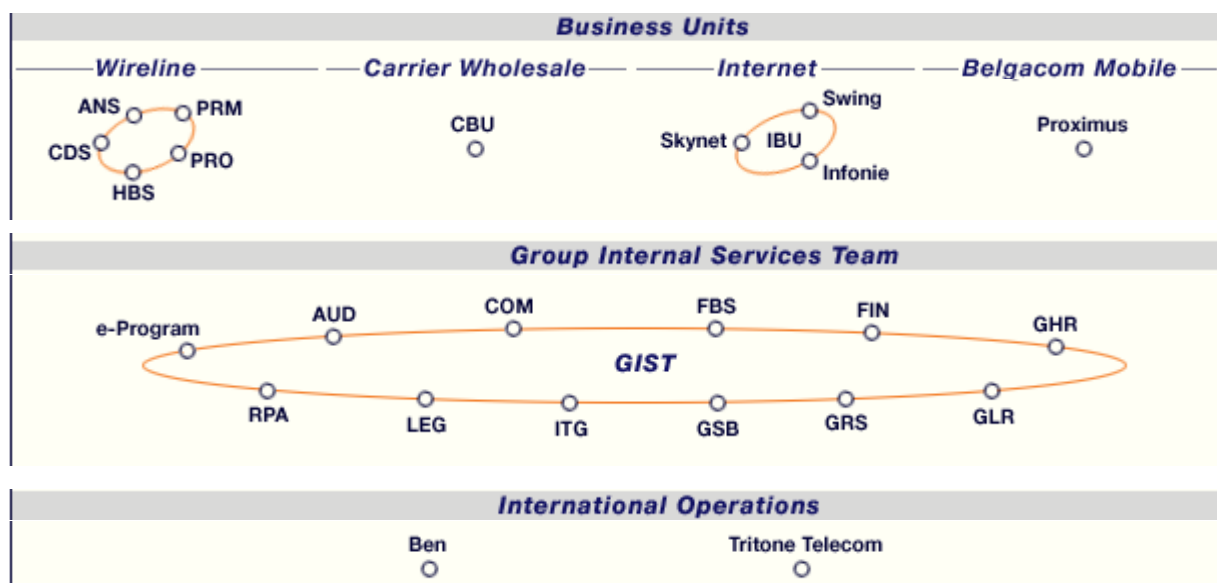 Business Units
Wireline Carrier Wholesale Internet Belgacom Mobile
ANS PRM
CDS PRO
HBS
CBU
Swing
Skynet IBU
Infonie
Proximus
Group Internal Services Team
e-Program AUD COM FBS FIN GHR
GIST
RPA LEG ITG GSB GRS GLR
International Operations
Ben Tritone Telecom